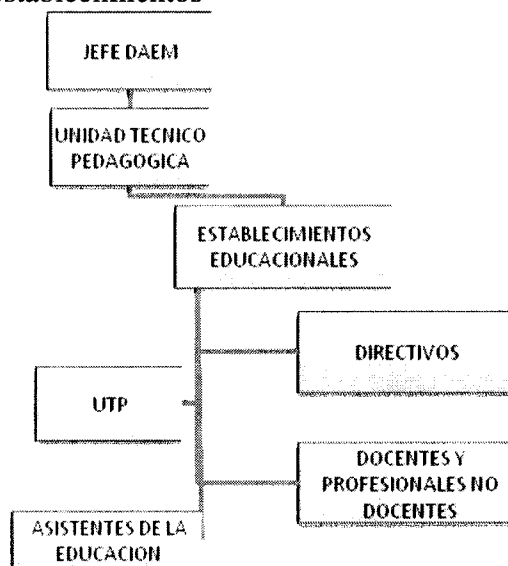 JEFE DAEM
UNIDAD TECNICO
PEDAGOGICA
ESTABLECIMIENTOS
EDUCACIONALES
DIRECTIVOS
UTP
DOCENTES Y
PROFESIONALES NO
DOCENTES
ASISTENTES DE LA
EDUCACION